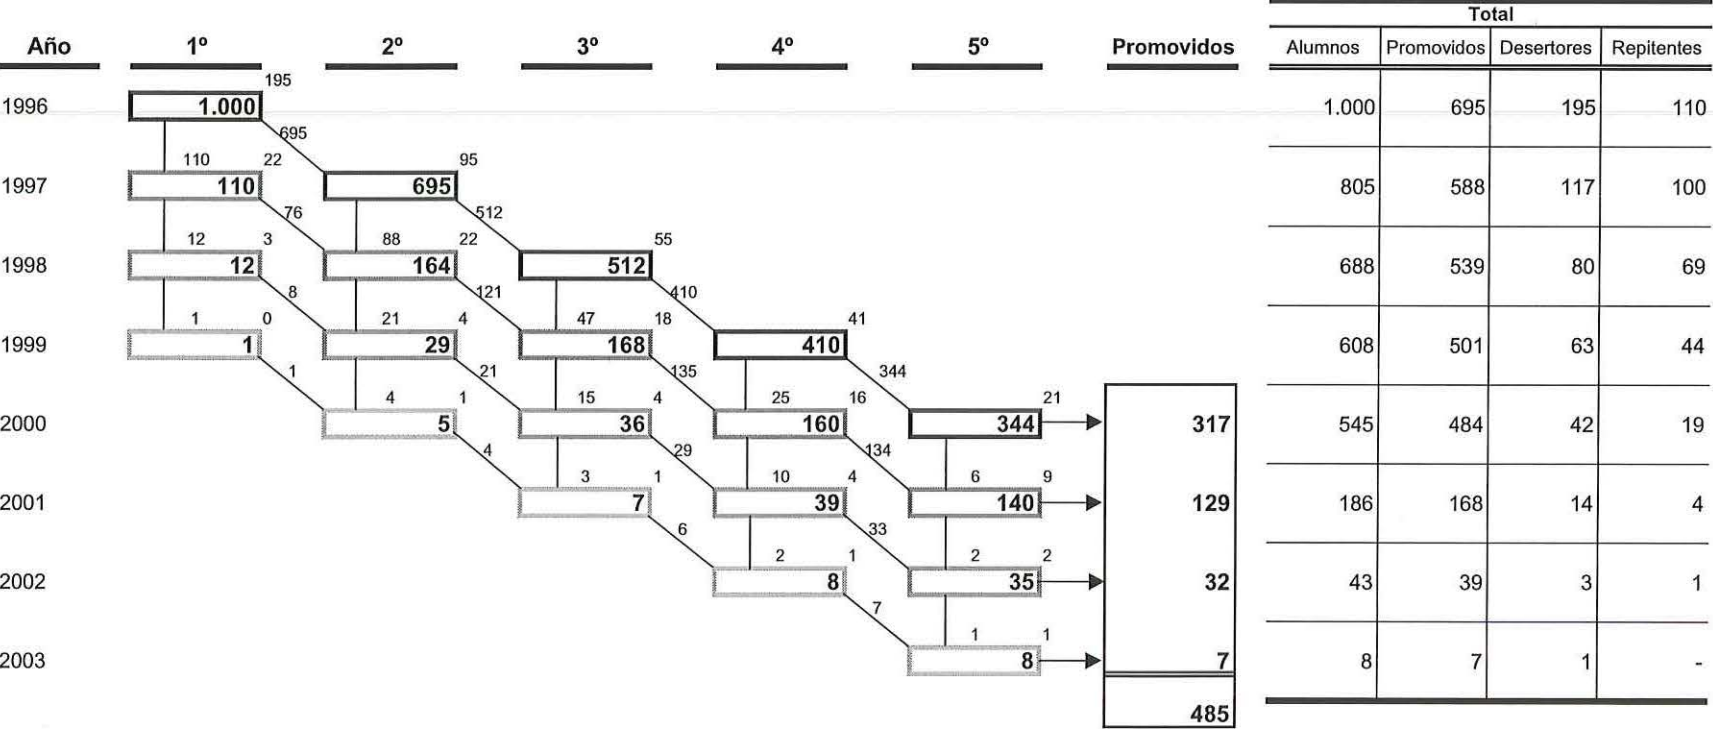 Total
Año 1º 2º 3º 4º 5º Promovidos Alumnos Promovidos Desertores Repitentes
195
1996 1.000 1.000 695 195 110
695
110 22 95
1997 110 695 805 588 117 100
76 512
12 3 88 22 55
1998 12 164 512 688 539 80 69
8 121 410
1 0 21 4 47 18 41
1999 1 29 168 410 608 501 63 44
1 21 135 344
4 1 15 4 25 16 21
2000 5 36 160 344 317 545 484 42 19
4 29 134
3 1 10 4 6 9
2001 7 39 140 129 186 168 14 4
6 33
2 1 2 2
2002 8 35 32 43 39 3 1
7
1 1
2003 8 7 8 7 1 -
485